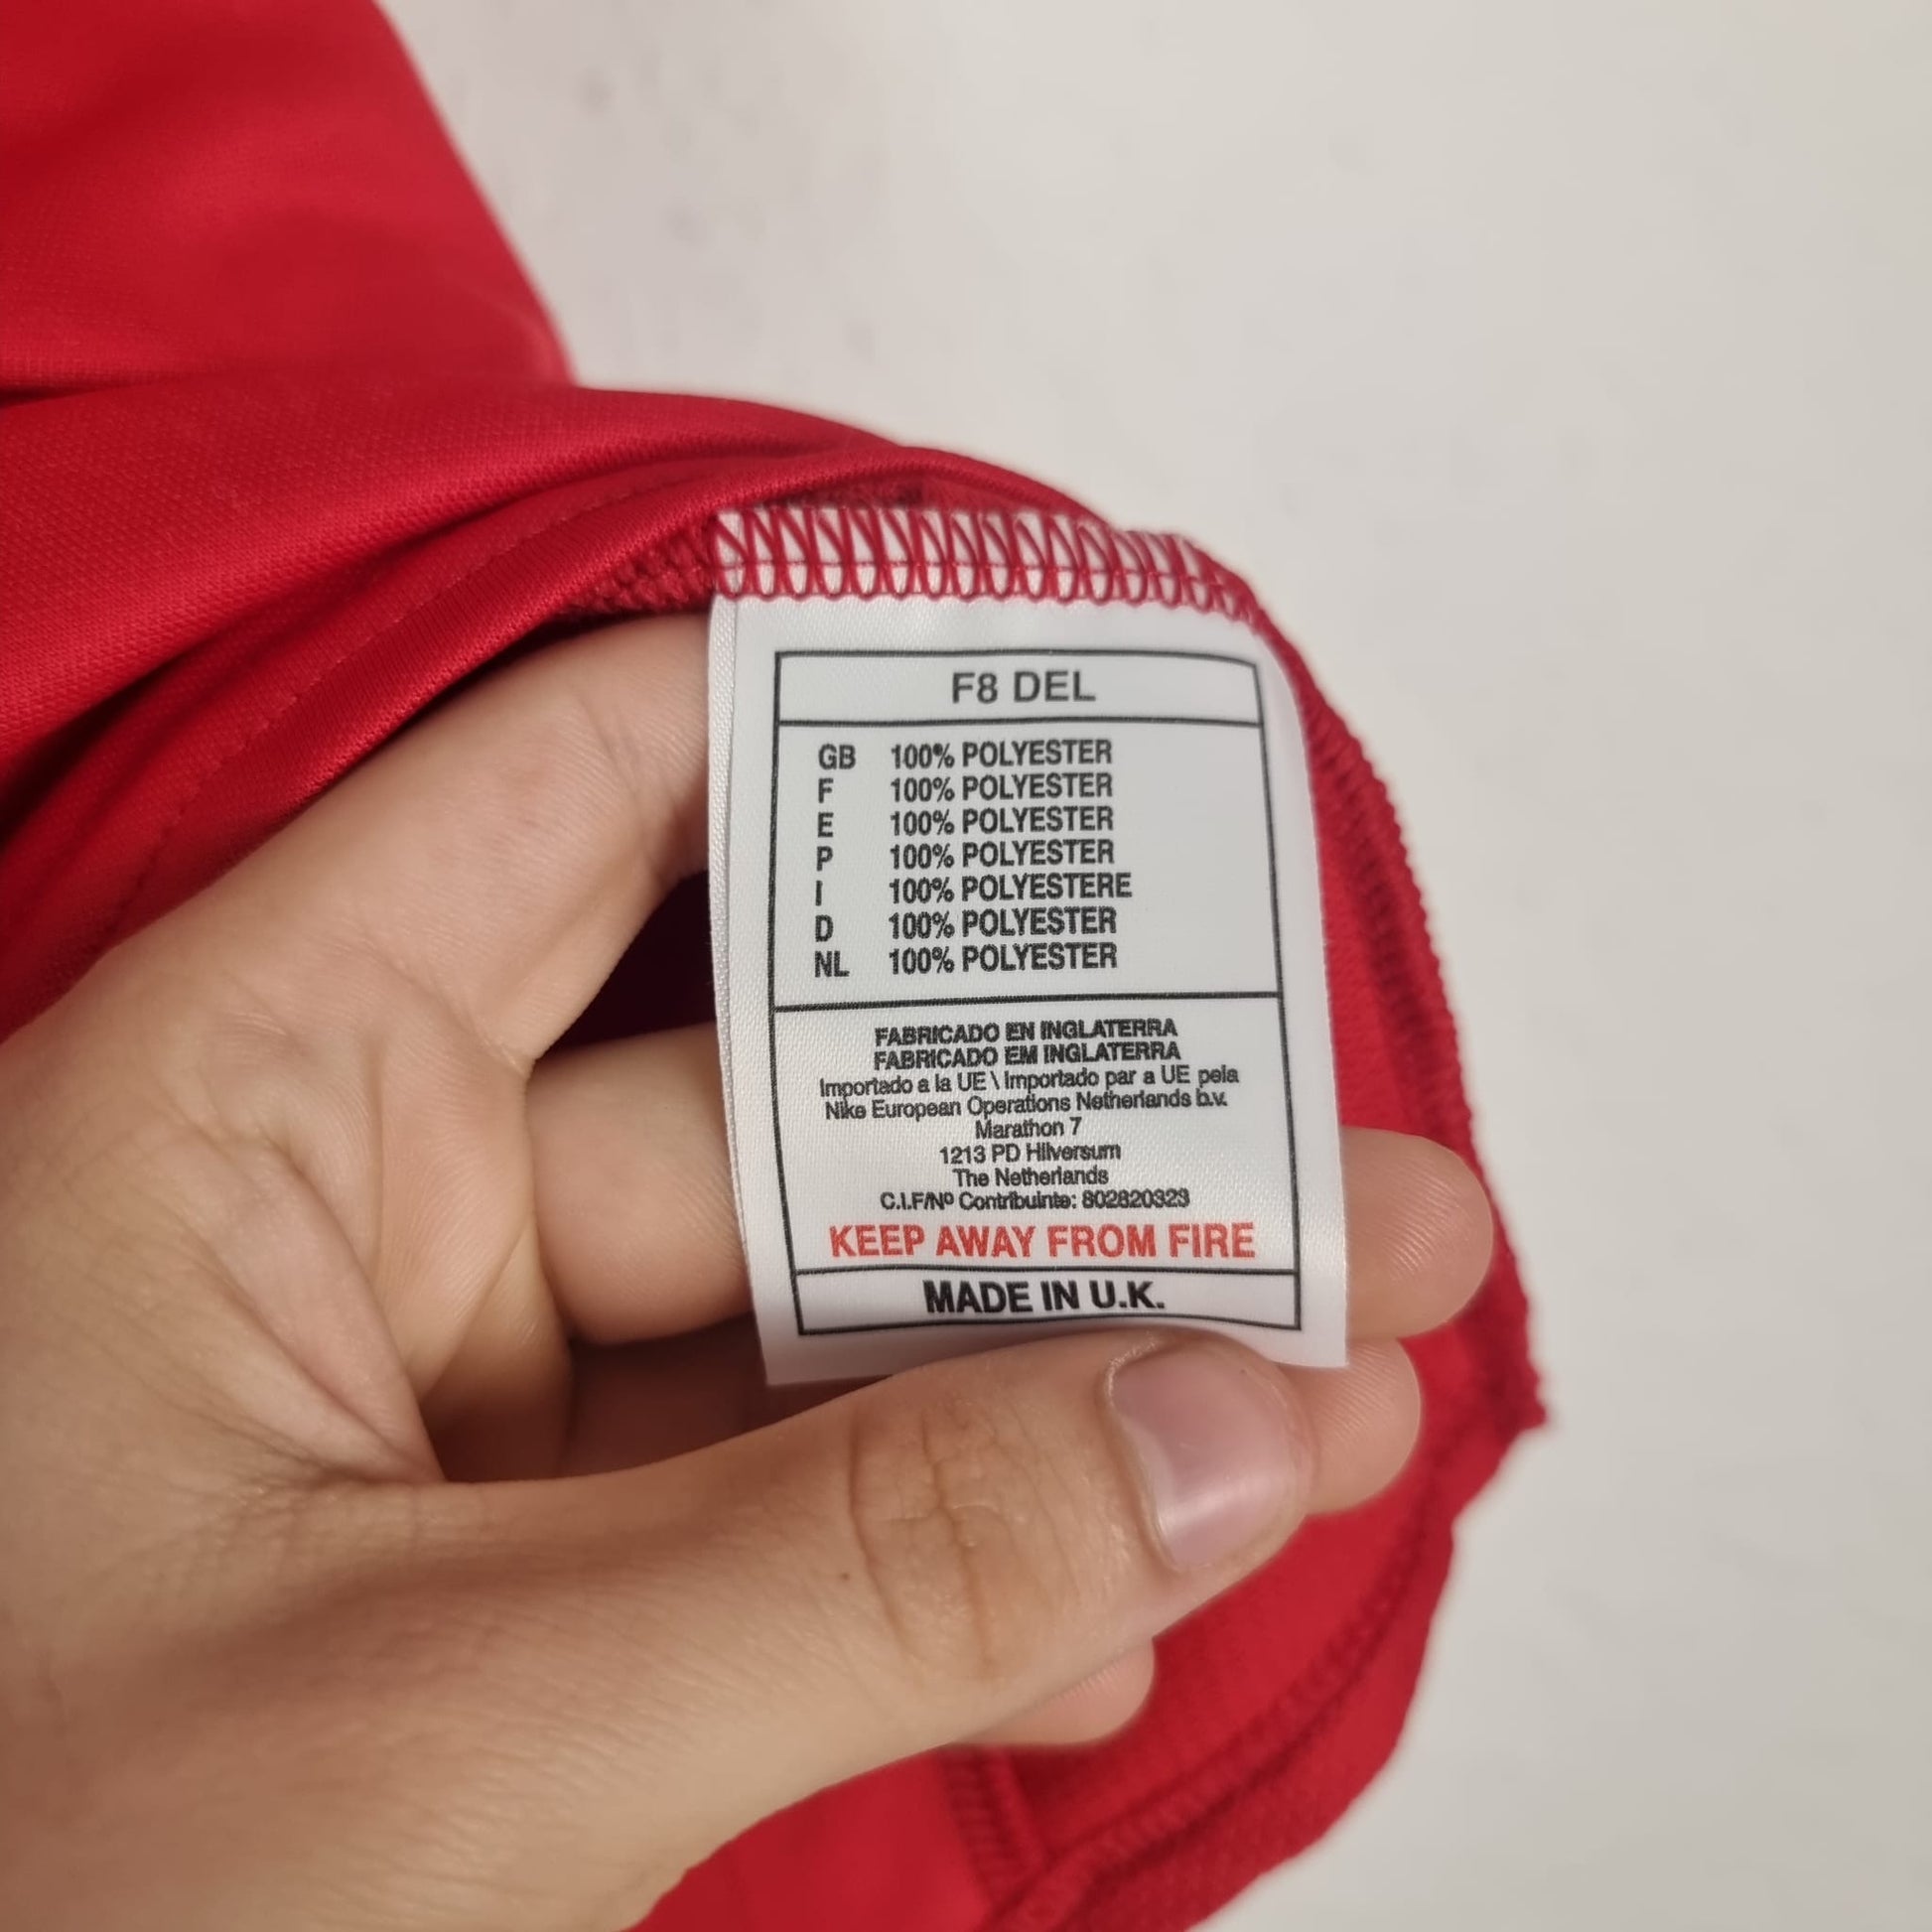 F8 DEL
GB 100% POLYESTER
F 100% POLYESTER
E 100% POLYESTER
P 100% POLYESTER
I 100% POLYESTERE
D 100% POLYESTER
NL 100% POLYESTER
FABRICADO EN INGLATERRA
FABRICADO EM INGLATERRA
Importado a la UE \ Importado par a UE pela
Nike European Operations Netherlands b.v.
Marathon 7
1213 PD Hilversum
The Netherlands
C.I.F/Nº Contribuinte: 802820323
KEEP AWAY FROM FIRE
MADE IN U.K.